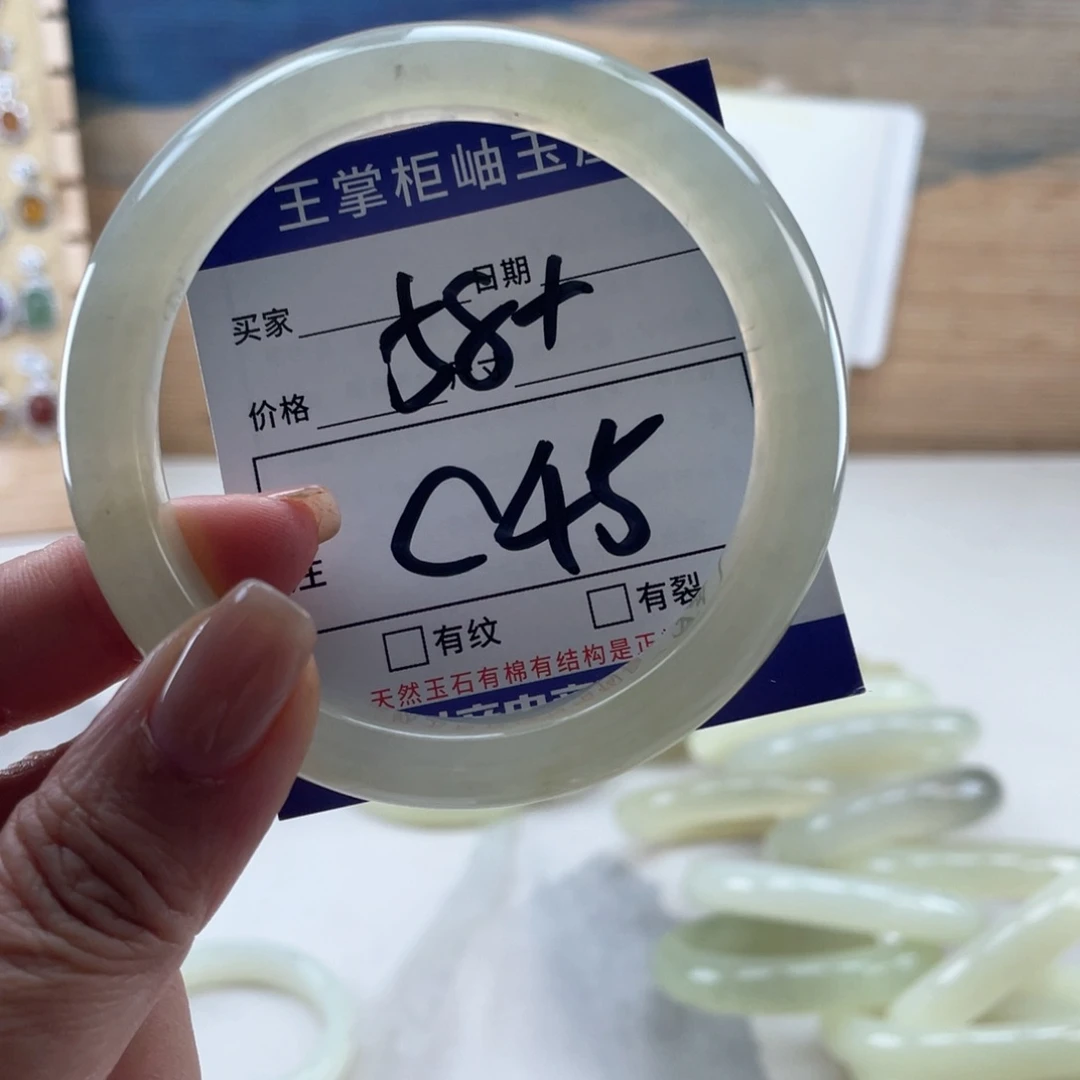 王掌柜岫玉
买家 日期
58+
价格
C45
有纹 有裂
天然玉石有棉有结构是正